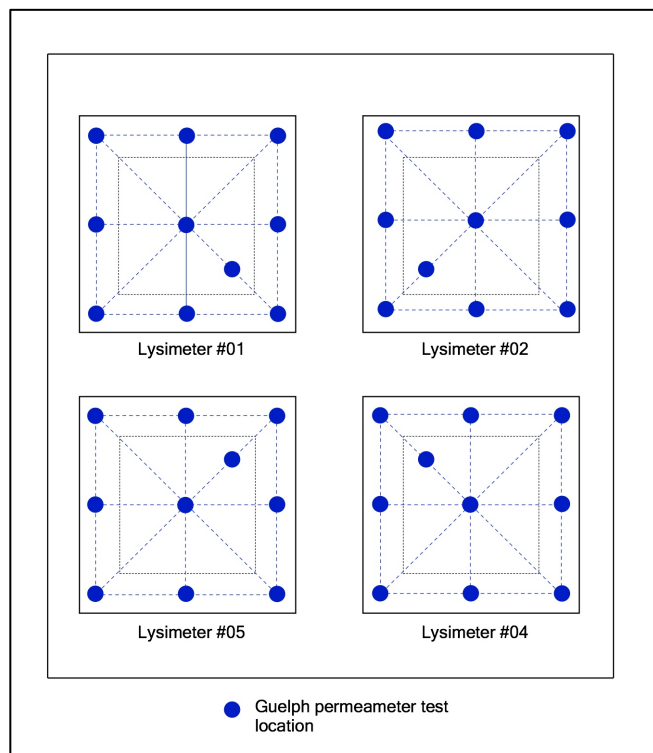 Lysimeter #01
Lysimeter #02
Lysimeter #05
Lysimeter #04
Guelph permeameter test
location